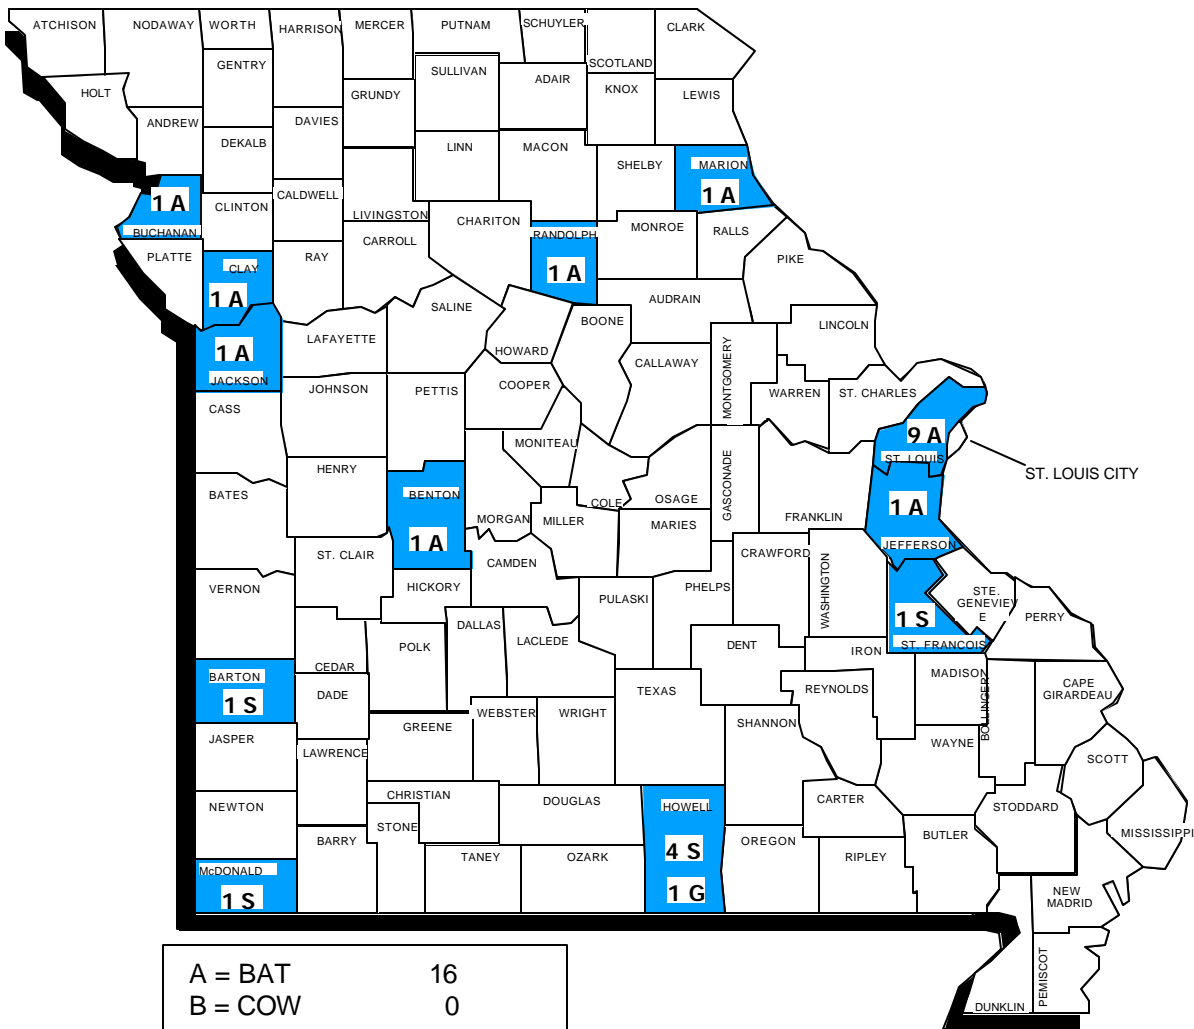 ATCHISON NODAWAY WORTH HARRISON MERCER PUTNAM SCHUYLER CLARK
SCOTLAND
GENTRY SULLIVAN ADAIR
HOLT GRUNDY KNOX LEWIS
ANDREW DAVIES
DEKALB LINN MACON
SHELBY MARION
1 A
1 A
CALDWELL
CLINTON LIVINGSTON CHARITON
BUCHANAN RANDOLPH MONROE RALLS
CARROLL
PLATTE RAY PIKE
CLAY 1 A
1 A AUDRAIN
SALINE BOONE LINCOLN
LAFAYETTE
1 A HOWARD CALLAWAY MONTGOMERY
JACKSON JOHNSON PETTIS COOPER WARREN ST. CHARLES
CASS
MONITEAU 9 A
ST. LOUIS
HENRY ST. LOUIS CITY
BATES BENTON COLE OSAGE GASCONADE
1 A
MORGAN MILLER MARIES FRANKLIN
1 A JEFFERSON
ST. CLAIR CRAWFORD
CAMDEN WASHINGTON
VERNON HICKORY PHELPS STE.
PULASKI GENEVIEV
E
1 S PERRY
DALLAS LACLEDE
POLK DENT IRON ST. FRANCOIS
CEDAR MADISON
BARTON DADE TEXAS REYNOLDS BOLLINGER CAPE
GIRARDEAU
1 S
WEBSTER WRIGHT
GREENE SHANNON
JASPER LAWRENCE WAYNE
SCOTT
CHRISTIAN DOUGLAS HOWELL CARTER STODDARD
NEWTON
STONE MISSISSIPPI
BARRY 4 S OREGON BUTLER
TANEY OZARK RIPLEY
McDONALD
1 S 1 G NEW
MADRID
PEMISCOT
DUNKLIN
A = BAT 16
B = COW 0